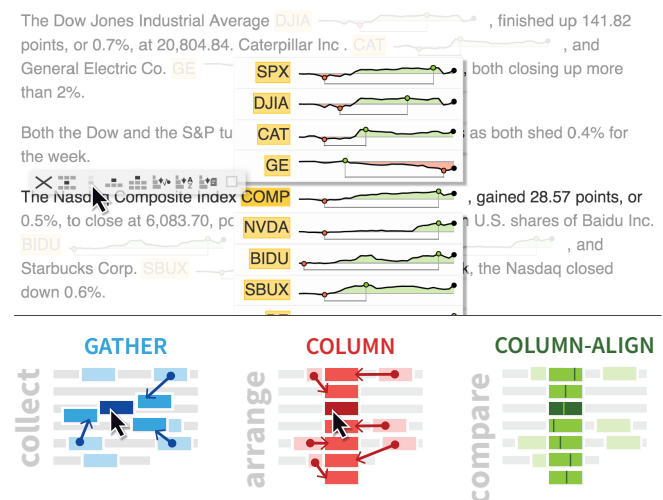 The Dow Jones Industrial Average DJIA , finished up 141.82
points, or 0.7%, at 20,804.84. Caterpillar Inc . CAT , and
General Electric Co. GE , both closing up more
than 2%.
SPX
DJIA
CAT
GE
Both the Dow and the S&P tu s as both shed 0.4% for
the week.
The Nasdaq Composite Index COMP , gained 28.57 points, or
0.5%, to close at 6,083.70, po n U.S. shares of Baidu Inc.
BIDU , and
Starbucks Corp. SBUX k, the Nasdaq closed
down 0.6%.
NVDA
BIDU
SBUX
GATHER
COLUMN
COLUMN-ALIGN
collect
arrange
compare